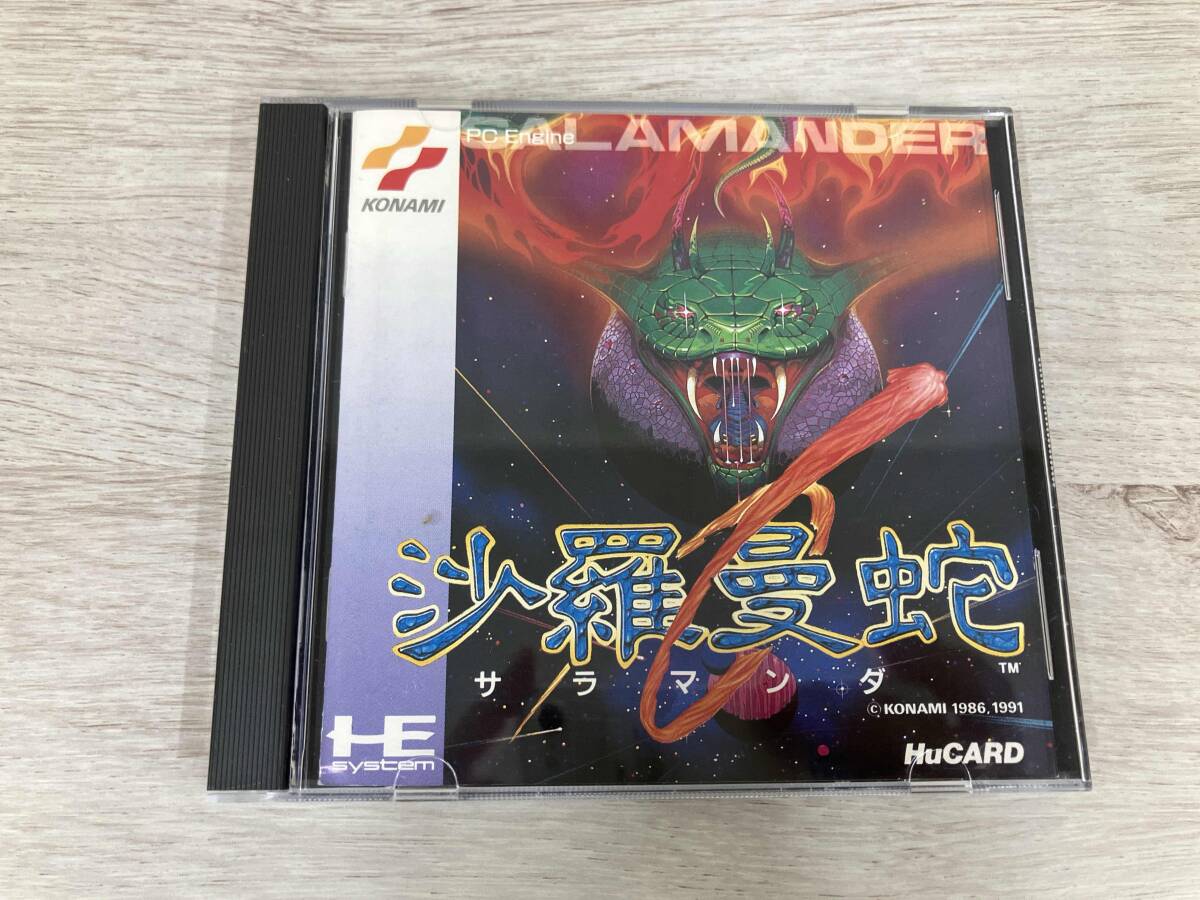 PC Engine
SALAMANDER
KONAMI
沙羅曼蛇
TM
サラマンダ
© KONAMI 1986, 1991
HE
system
HuCARD